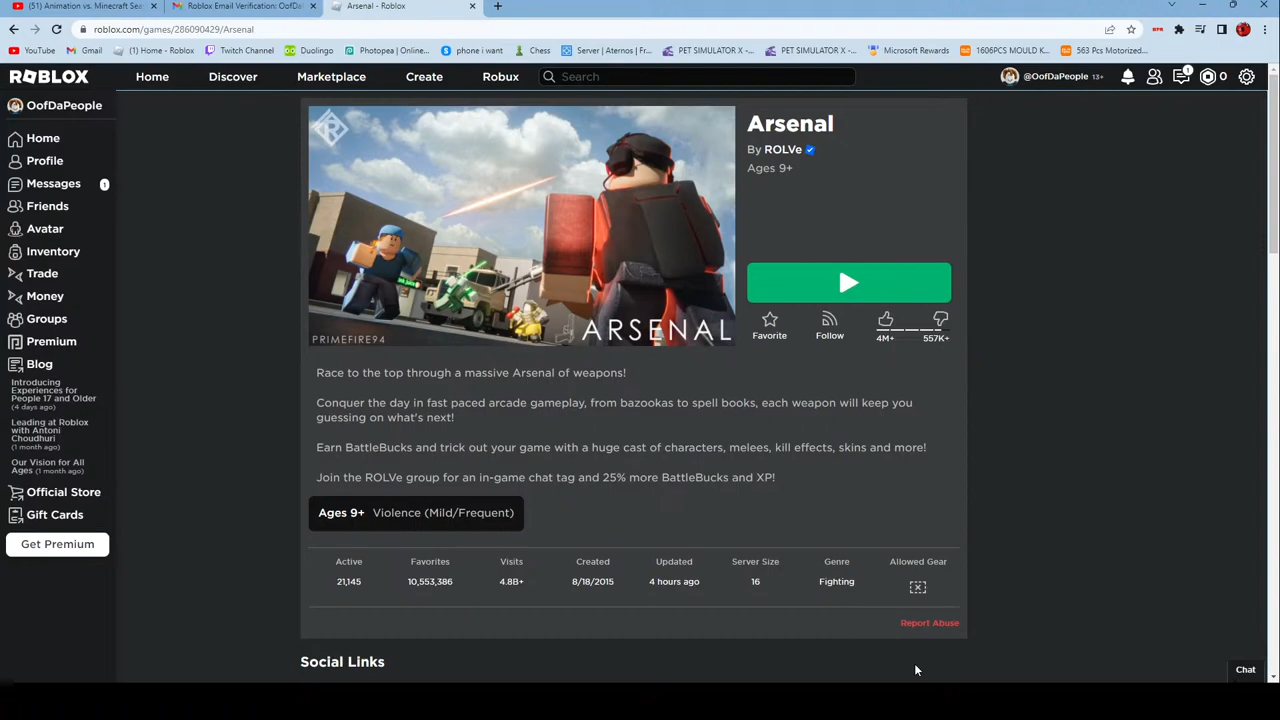 (51) Animation vs. Minecraft Sea
Roblox Email Verification: OofDa
Arsenal - Roblox
roblox.com/games/286090429/Arsenal
YouTube
Gmail
(1) Home - Roblox
Twitch Channel
Duolingo
Photopea | Online...
phone i want
Chess
Server | Aternos | Fr...
PET SIMULATOR X -...
PET SIMULATOR X -...
Microsoft Rewards
1606PCS MOULD K...
563 Pcs Motorized...
ROBLOX
Home
Discover
Marketplace
Create
Robux
Search
@OofDaPeople 13+
1
0
OofDaPeople
Home
Profile
Messages 1
Friends
Avatar
Inventory
Trade
Money
Groups
Premium
Blog
Introducing
Experiences for
People 17 and Older
(4 days ago)
Leading at Roblox
with Antoni
Choudhuri
(1 month ago)
Our Vision for All
Ages (1 month ago)
Official Store
Gift Cards
Get Premium
PRIMEFIRE94
ARSENAL
Arsenal
By ROLVe
Ages 9+
Favorite
Follow
4M+
557K+
Race to the top through a massive Arsenal of weapons!
Conquer the day in fast paced arcade gameplay, from bazookas to spell books, each weapon will keep you
guessing on what's next!
Earn BattleBucks and trick out your game with a huge cast of characters, melees, kill effects, skins and more!
Join the ROLVe group for an in-game chat tag and 25% more BattleBucks and XP!
Ages 9+ Violence (Mild/Frequent)
Active Favorites Visits Created Updated Server Size Genre Allowed Gear
21,145 10,553,386 4.8B+ 8/18/2015 4 hours ago 16 Fighting
Report Abuse
Social Links
Chat